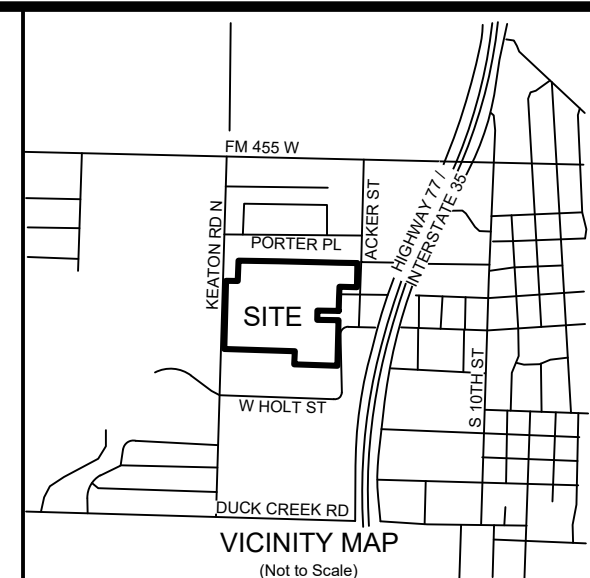 FM 455 W
HIGHWAY 77 /
INTERSTATE 35
ACKER ST
KEATON RD N
PORTER PL
SITE
S 10TH ST
W HOLT ST
DUCK CREEK RD
VICINITY MAP
(Not to Scale)